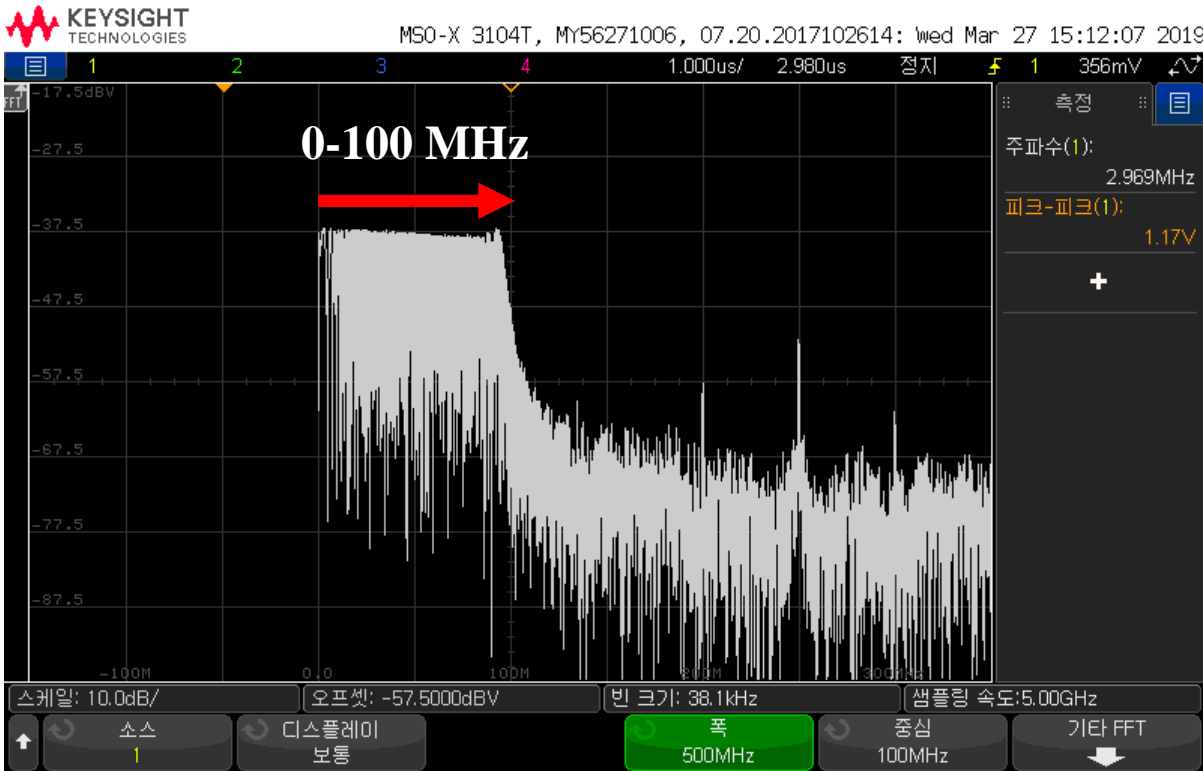 KEYSIGHT
TECHNOLOGIES
MSO-X 3104T, MY56271006, 07.20.2017102614: Wed Mar 27 15:12:07 2019
1 2 3 4 1.000us/ 2.980us 정지 1 356mV
FFT
-17.5dBV
-27.5
-37.5
-47.5
-57.5
-67.5
-77.5
-87.5
0-100 MHz
-100M 0.0 100M 200M 300MHz
측정
주파수(1):
2.969MHz
피크-피크(1):
1.17V
스케일: 10.0dB/ 오프셋: -57.5000dBV 빈 크기: 38.1kHz 샘플링 속도:5.00GHz
소스
1
디스플레이
보통
폭
500MHz
중심
100MHz
기타 FFT